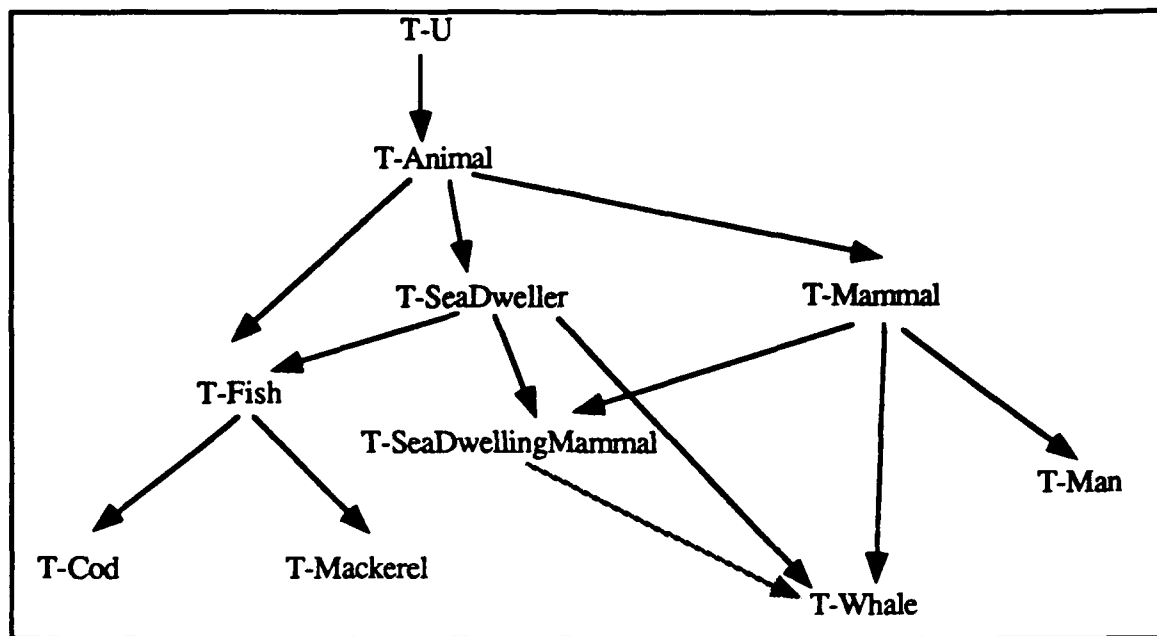 T-U
T-Animal
T-SeaDweller
T-Mammal
T-Fish
T-SeaDwellingMammal
T-Man
T-Cod
T-Mackerel
T-Whale